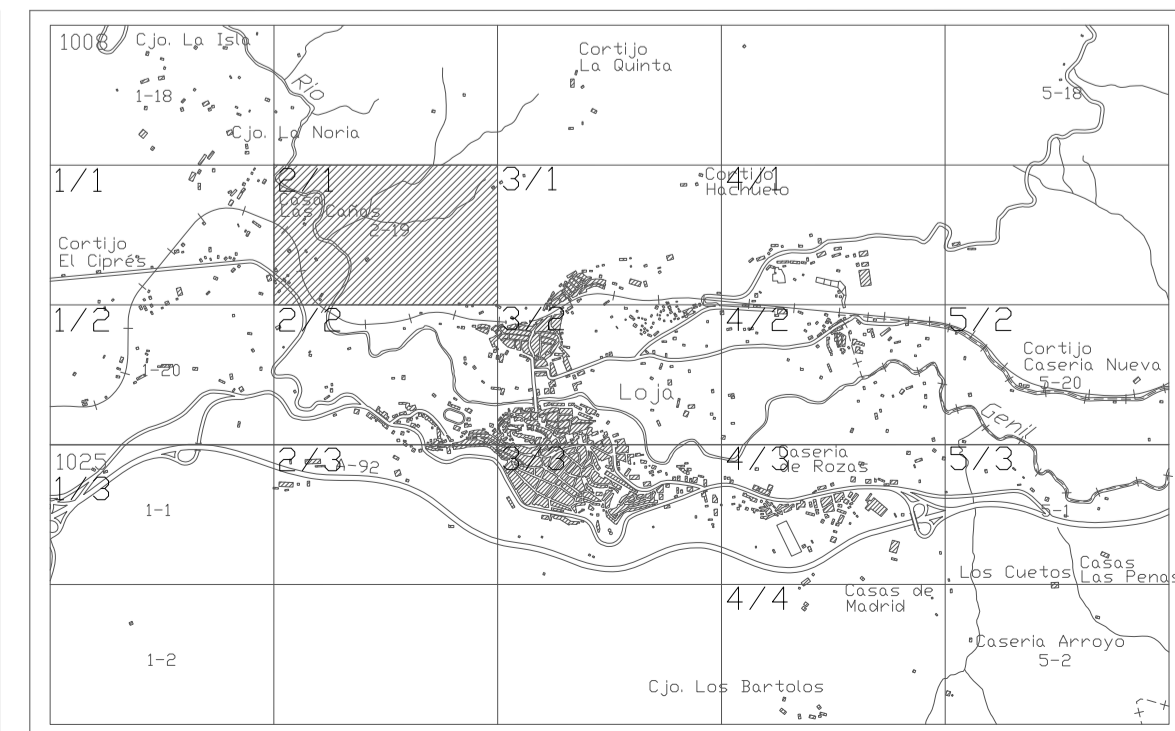 1008
Cjo. La Isla
Cortijo
La Quinta
Río
1-18
5-18
Cjo. La Noria
1/1
2/1
3/1
4/1
Cortijo
Hachuelo
Casa
Las Cañas
2-19
Cortijo
El Ciprés
1/2
2/2
3/2
4/2
5/2
Cortijo
Caseria Nueva
1-20
5-20
Loja
Genil
1025
1/3
2/3
A-92
3/3
4/3
Caseria
de Rozas
5/3
1-1
5-1
Los Cuetos
Casas
Las Penas
4/4
Casas de
Madrid
Caseria Arroyo
1-2
5-2
Cjo. Los Bartolos